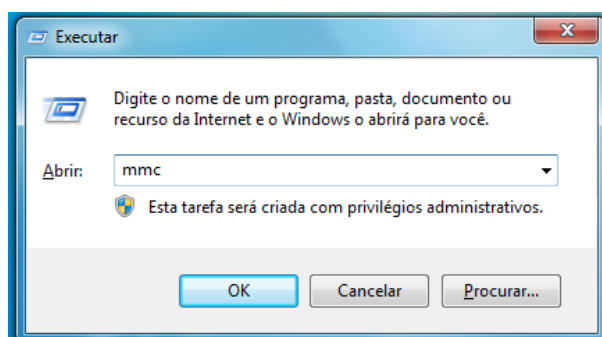 Executar
Digite o nome de um programa, pasta, documento ou
recurso da Internet e o Windows o abrirá para você.
Abrir: mmc
Esta tarefa será criada com privilégios administrativos.
OK Cancelar Procurar...